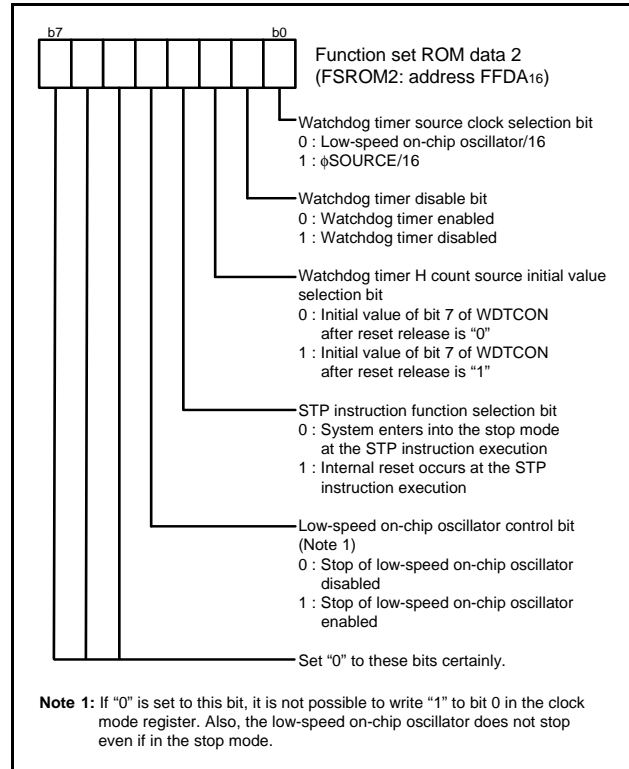 b7 b0
Function set ROM data 2
(FSROM2: address FFDA16)
Watchdog timer source clock selection bit
0 : Low-speed on-chip oscillator/16
1 : ϕSOURCE/16
Watchdog timer disable bit
0 : Watchdog timer enabled
1 : Watchdog timer disabled
Watchdog timer H count source initial value
selection bit
0 : Initial value of bit 7 of WDTCON
after reset release is “0”
1 : Initial value of bit 7 of WDTCON
after reset release is “1”
STP instruction function selection bit
0 : System enters into the stop mode
at the STP instruction execution
1 : Internal reset occurs at the STP
instruction execution
Low-speed on-chip oscillator control bit
(Note 1)
0 : Stop of low-speed on-chip oscillator
disabled
1 : Stop of low-speed on-chip oscillator
enabled
Set “0” to these bits certainly.
Note 1: If “0” is set to this bit, it is not possible to write “1” to bit 0 in the clock
mode register. Also, the low-speed on-chip oscillator does not stop
even if in the stop mode.